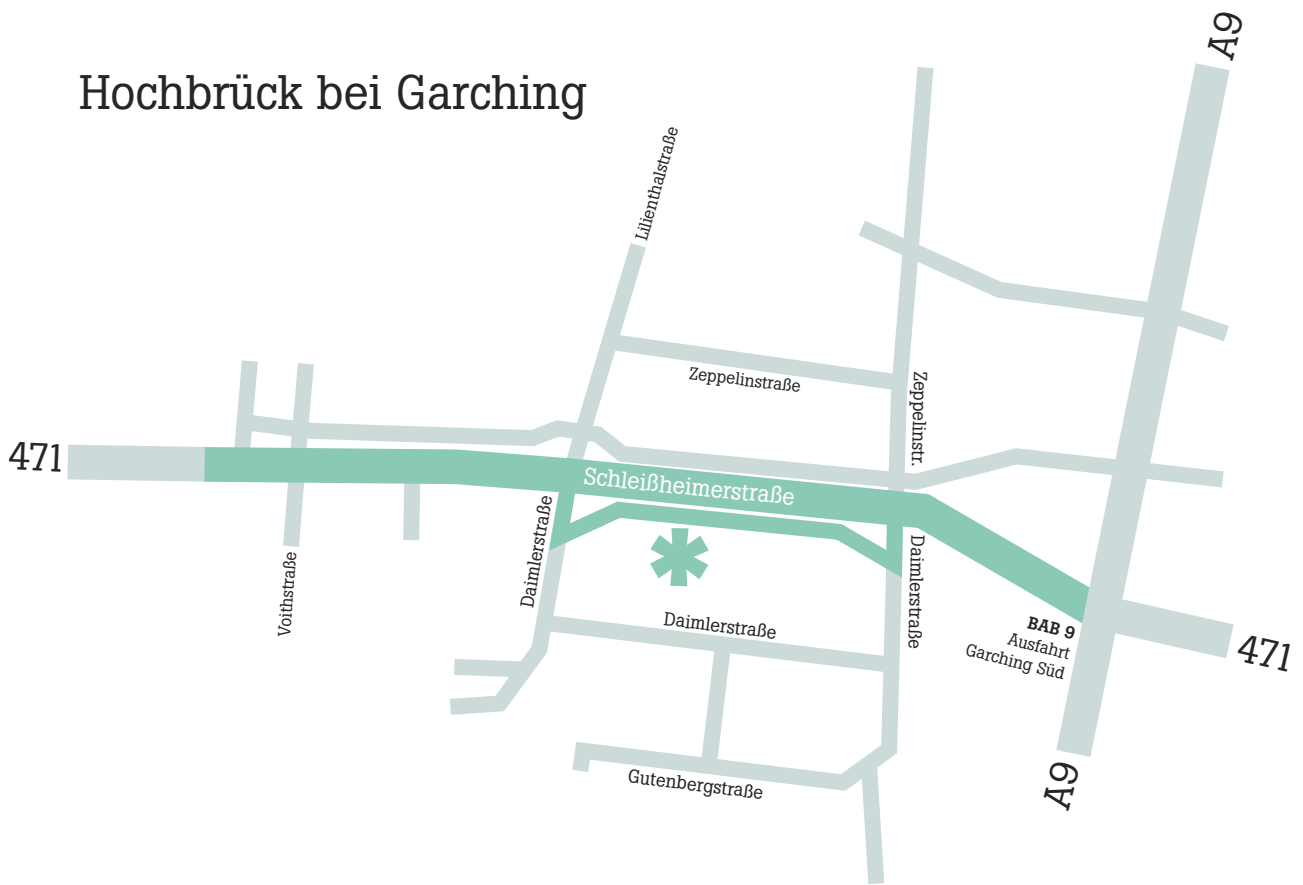 A9
Hochbrück bei Garching
Lilienthalstraße
Zeppelinstraße
Zeppelinstr.
471
Schleißheimerstraße
Daimlerstraße
Voithstraße
Daimlerstraße
Daimlerstraße
BAB 9
Ausfahrt
Garching Süd
471
Gutenbergstraße
A9